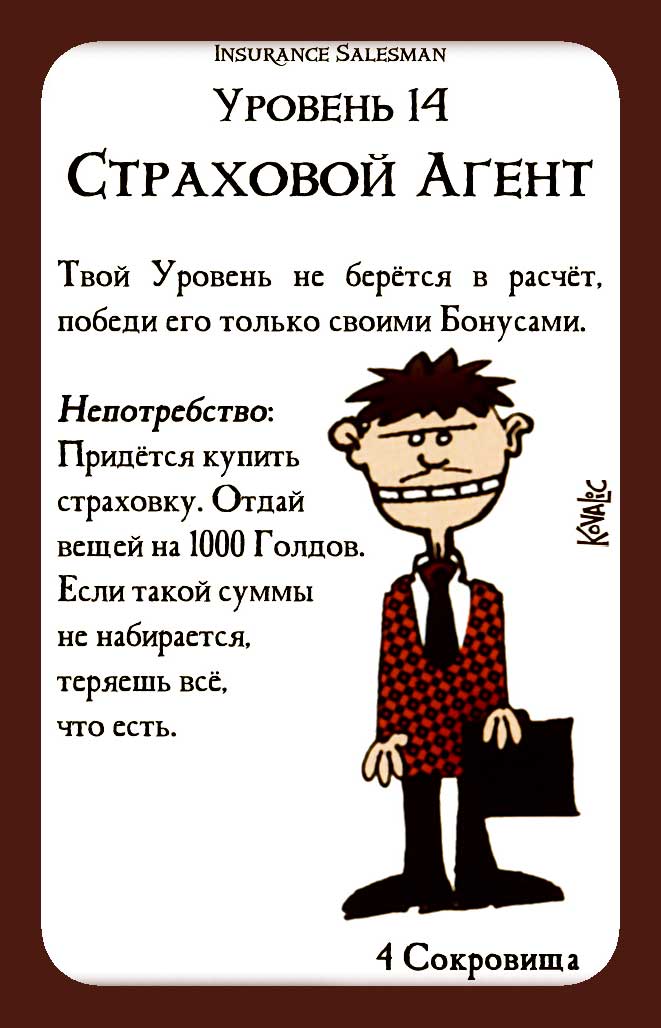 Insurance Salesman
Уровень 14
Страховой Агент
Твой Уровень не берётся в расчёт,
победи его только своими Бонусами.
Непотребство:
Придётся купить
страховку. Отдай
вещей на 1000 Голдов.
Если такой суммы
не набирается,
теряешь всё,
что есть.
Kovalic
4 Сокровища